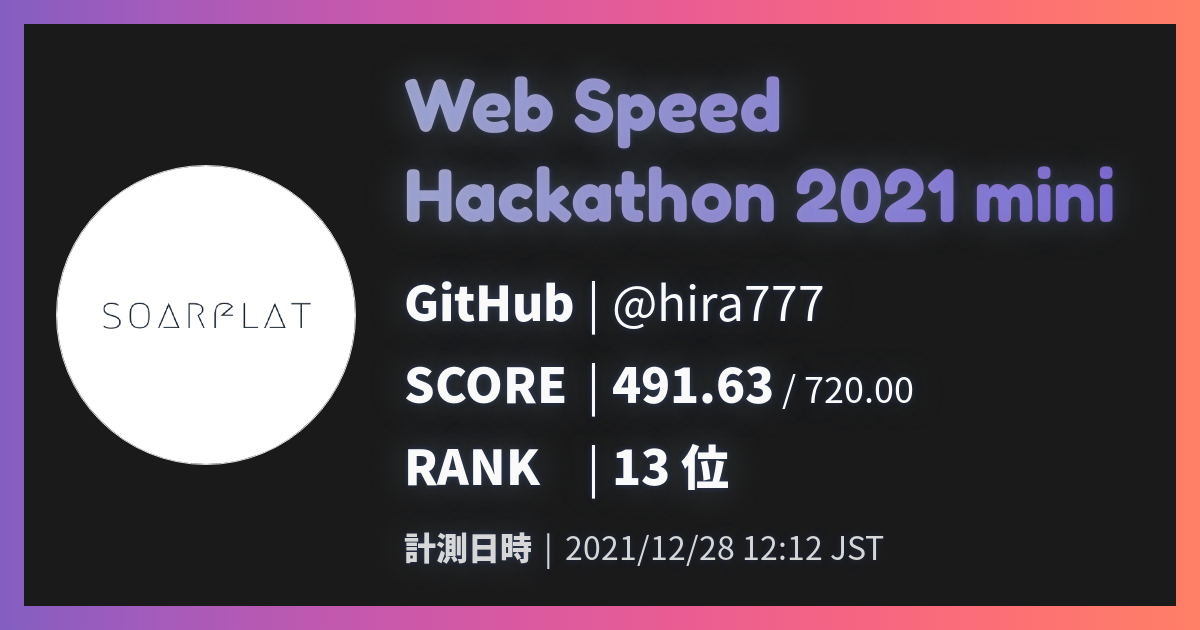 Web Speed
Hackathon 2021 mini
SOARFLAT
GitHub | @hira777
SCORE | 491.63 / 720.00
RANK | 13 位
計測日時 | 2021/12/28 12:12 JST